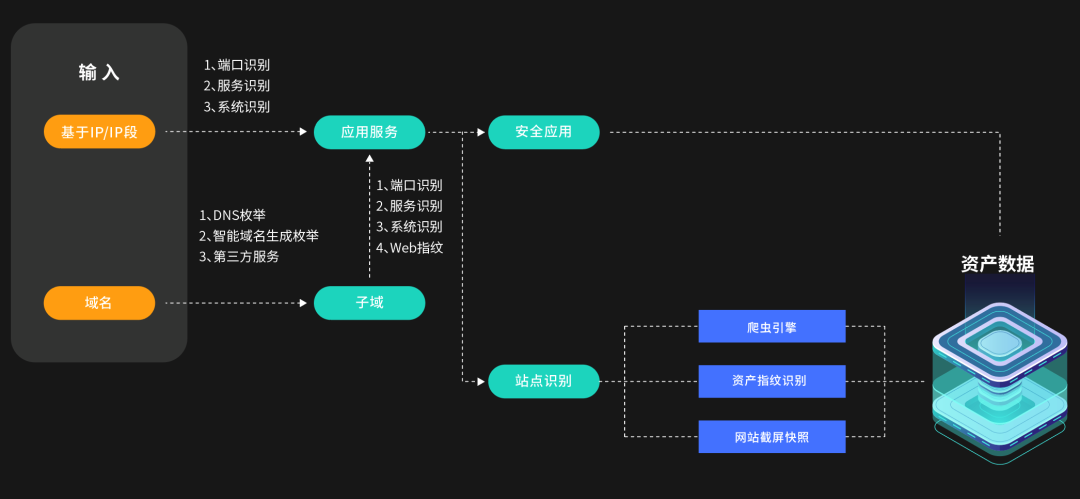 输入
基于IP/IP段
1、端口识别
2、服务识别
3、系统识别
应用服务
安全应用
1、端口识别
2、服务识别
3、系统识别
4、Web指纹
1、DNS枚举
2、智能域名生成枚举
3、第三方服务
域名
子域
站点识别
爬虫引擎
资产指纹识别
网站截屏快照
资产数据